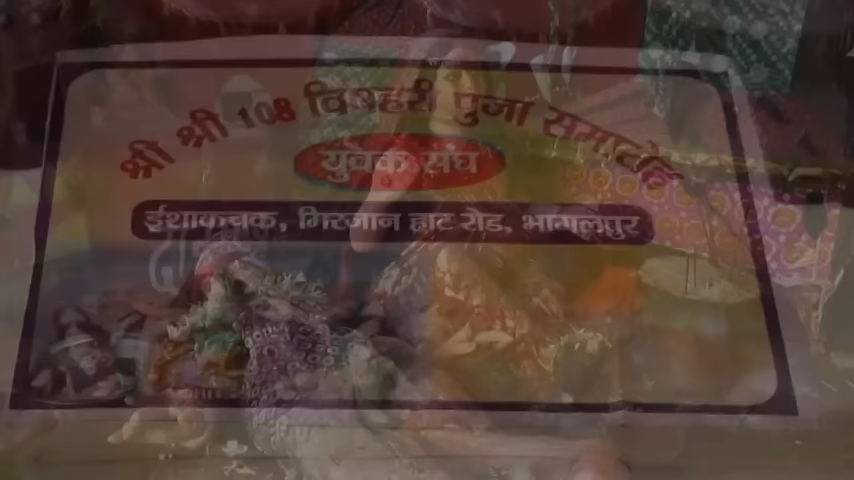 श्री श्री 108 विषहरी पुजा समारोह
युवक संघ
ईशाकचक, मिरजान हाट रोड, भागलपुर